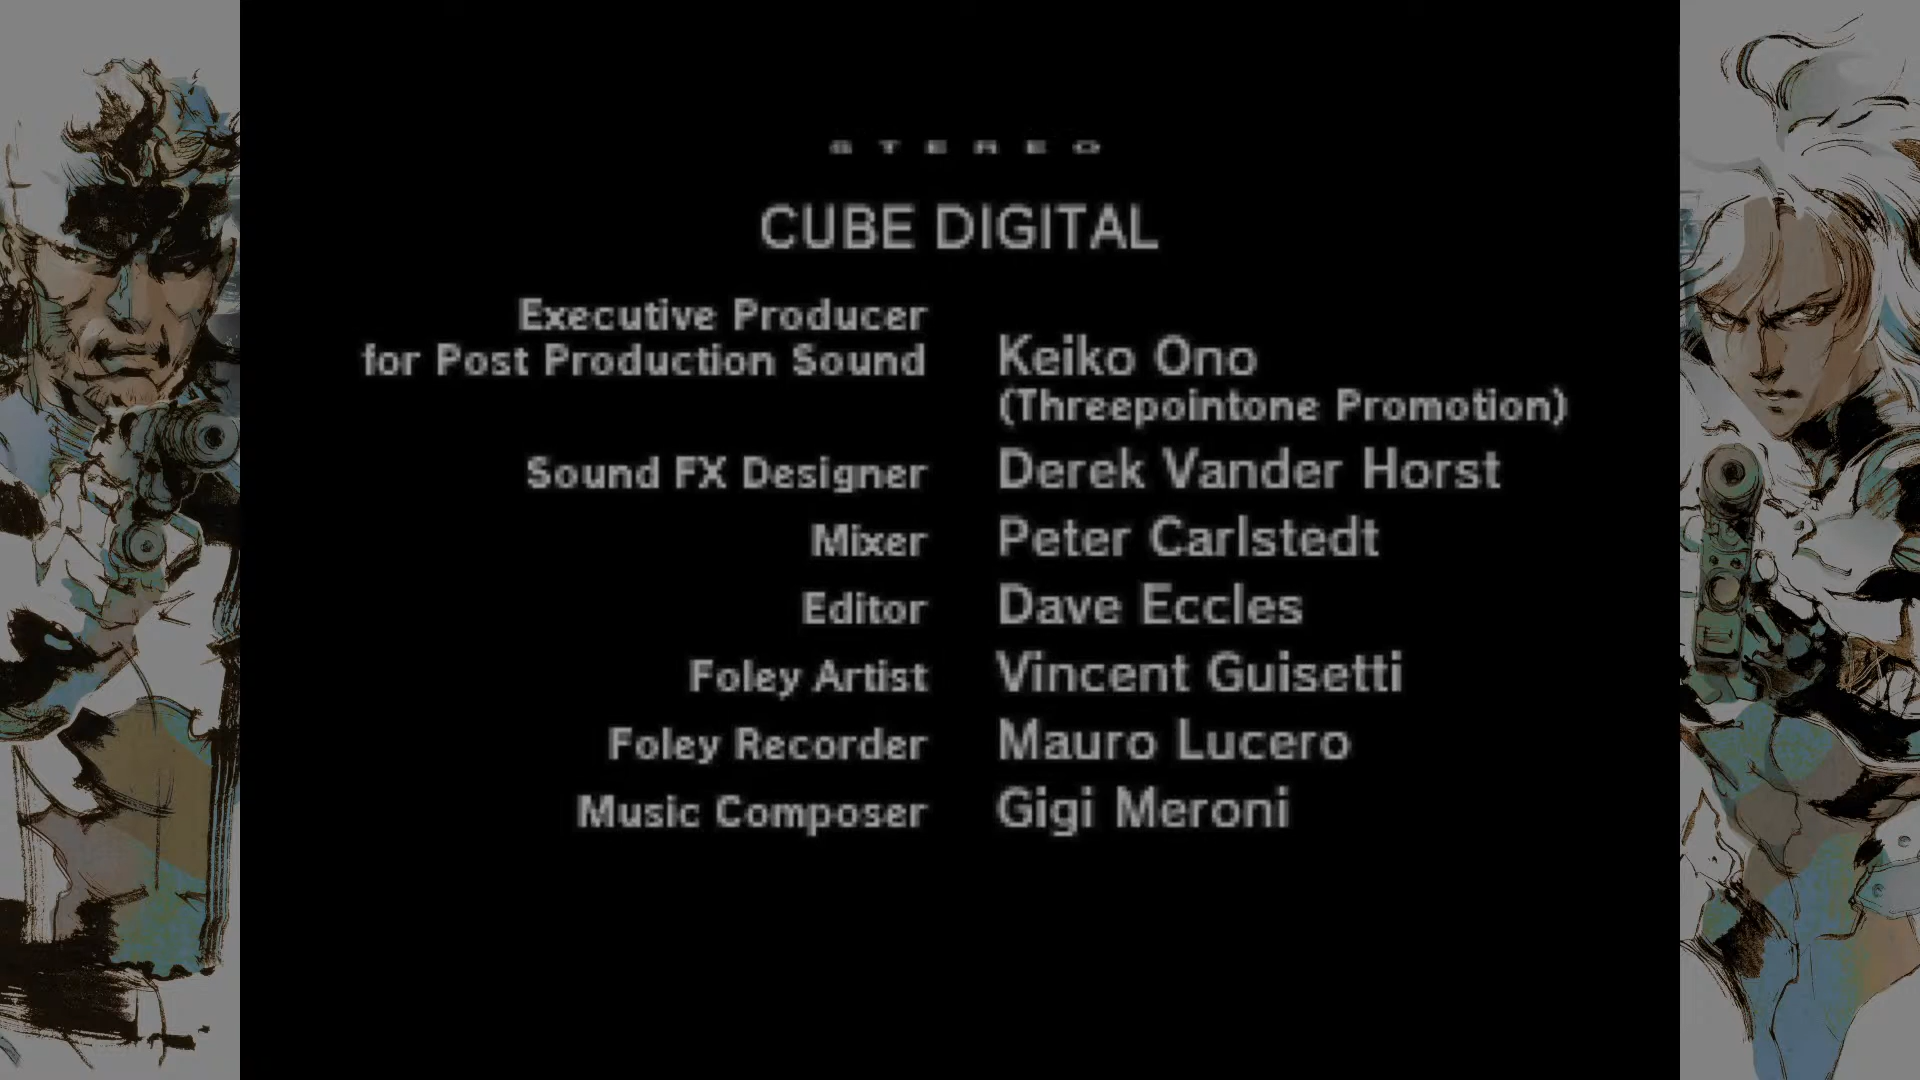 STEREO
CUBE DIGITAL
Executive Producer
for Post Production Sound Keiko Ono
(Threepointone Promotion)
Sound FX Designer Derek Vander Horst
Mixer Peter Carlstedt
Editor Dave Eccles
Foley Artist Vincent Guisetti
Foley Recorder Mauro Lucero
Music Composer Gigi Meroni